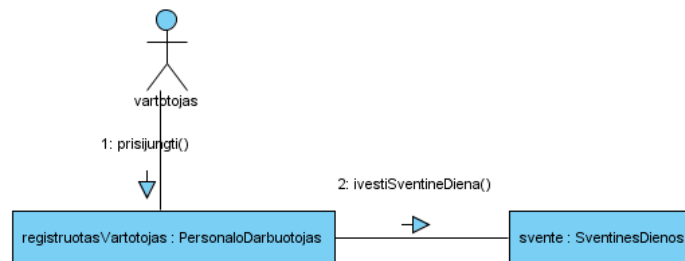 vartotojas
1: prisijungti()
2: ivestiSventineDiena()
registruotasVartotojas : PersonaloDarbuotojas
svente : SventinesDienos